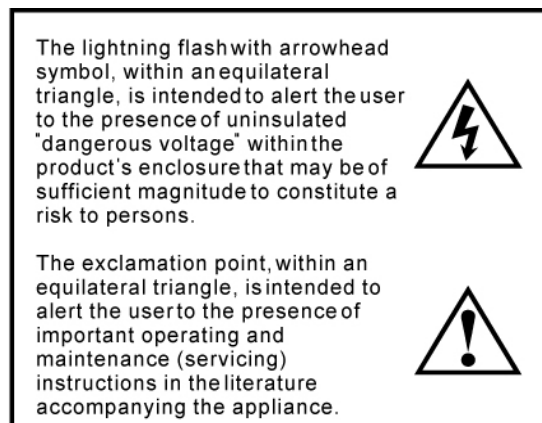 The lightning flash with arrowhead
symbol, within an equilateral
triangle, is intended to alert the user
to the presence of uninsulated
"dangerous voltage" within the
product's enclosure that may be of
sufficient magnitude to constitute a
risk to persons.
The exclamation point, within an
equilateral triangle, is intended to
alert the user to the presence of
important operating and
maintenance (servicing)
instructions in the literature
accompanying the appliance.